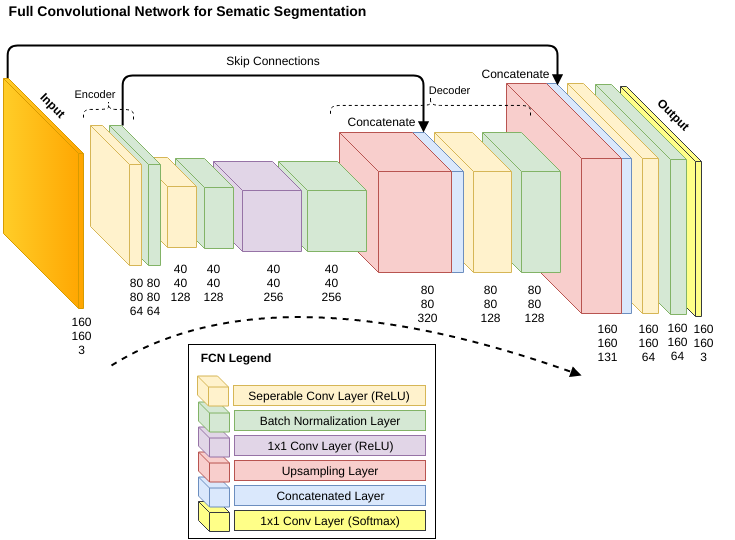 Full Convolutional Network for Sematic Segmentation
Skip Connections
Input
Encoder
Concatenate
Decoder
Concatenate
Output
160
160
3
80 80
80 80
64 64
40
40
128
40
40
128
40
40
256
40
40
256
80
80
320
80
80
128
80
80
128
160
160
131
160
160
64
160
160
64
160
160
3
FCN Legend
Seperable Conv Layer (ReLU)
Batch Normalization Layer
1x1 Conv Layer (ReLU)
Upsampling Layer
Concatenated Layer
1x1 Conv Layer (Softmax)